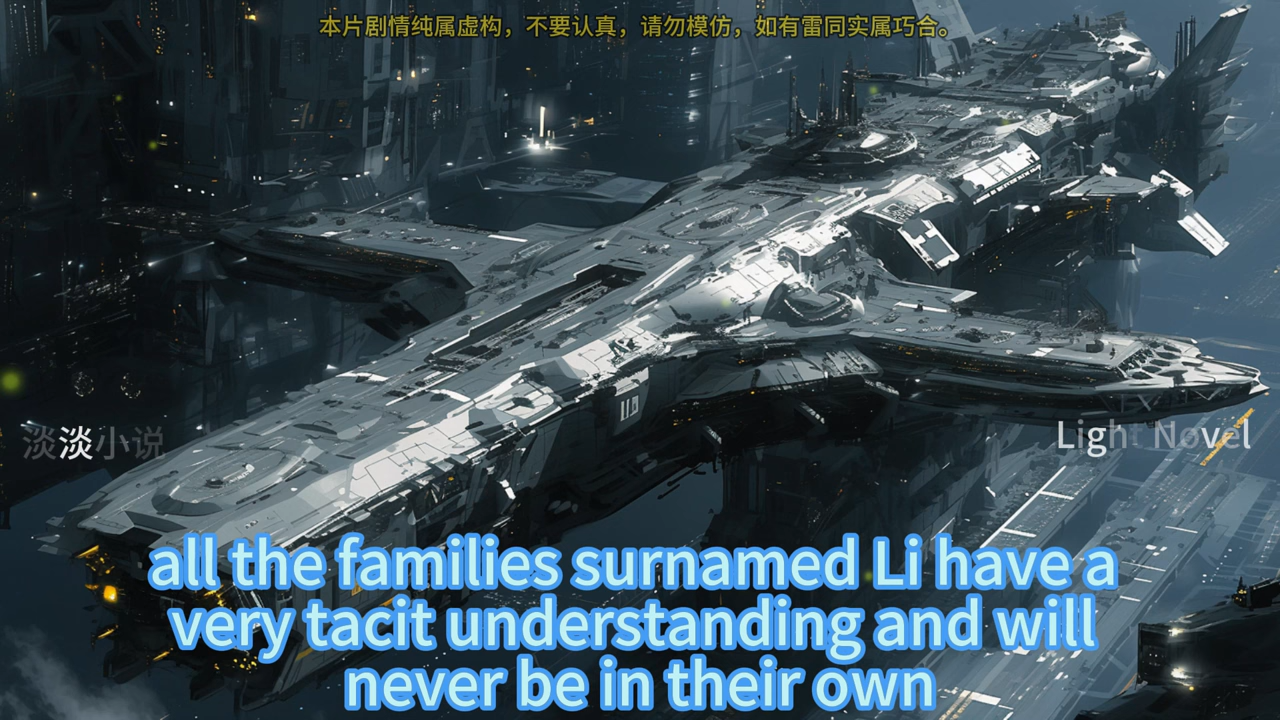 本片剧情纯属虚构，不要认真，请勿模仿，如有雷同实属巧合。
淡淡小说
Light Novel
all the families surnamed Li have a
very tacit understanding and will
never be in their own